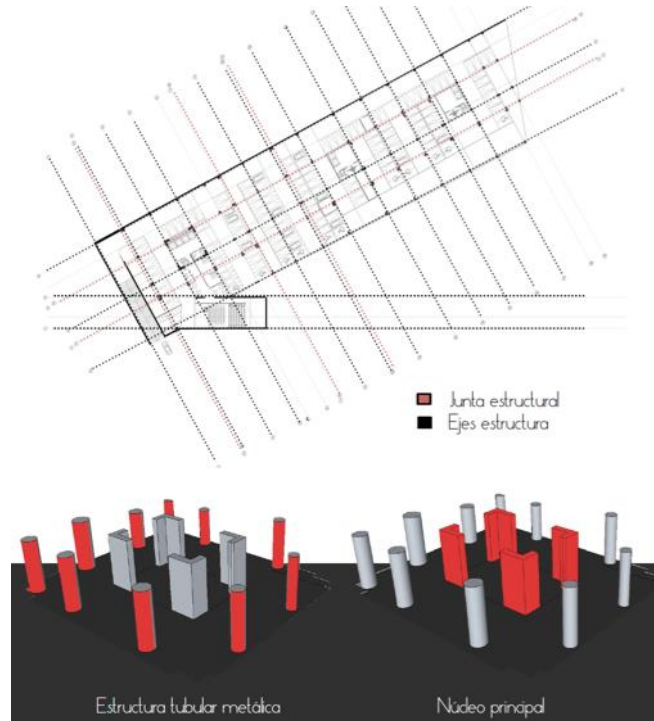 Junta estructural
Ejes estructura
Estructura tubular metálica
Núcleo principal